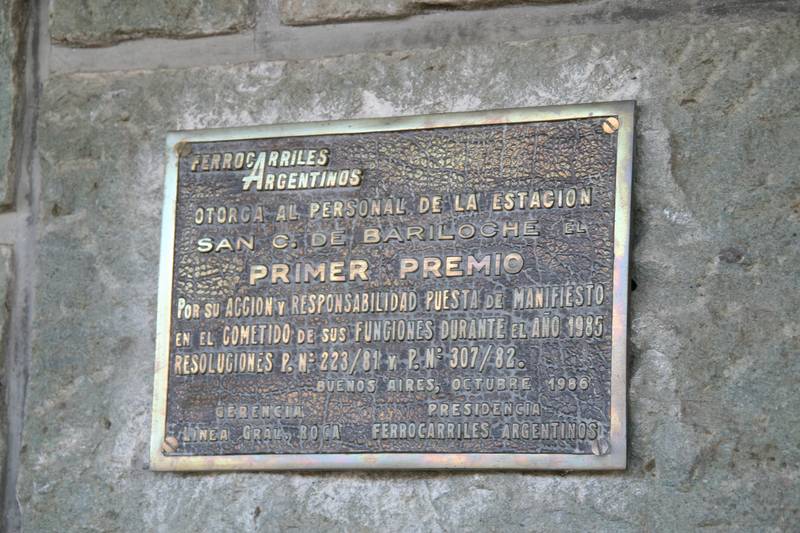 FERROCARRILES
ARGENTINOS
OTORGA AL PERSONAL DE LA ESTACION
SAN C. DE BARILOCHE EL
PRIMER PREMIO
POR SU ACCION Y RESPONSABILIDAD PUESTA DE MANIFIESTO
EN EL COMETIDO DE SUS FUNCIONES DURANTE EL AÑO 1985
RESOLUCIONES P. N° 223/81 Y P. N° 307/82.
BUENOS AIRES, OCTUBRE 1986
GERENCIA PRESIDENCIA
LINEA GRAL. ROCA FERROCARRILES ARGENTINOS